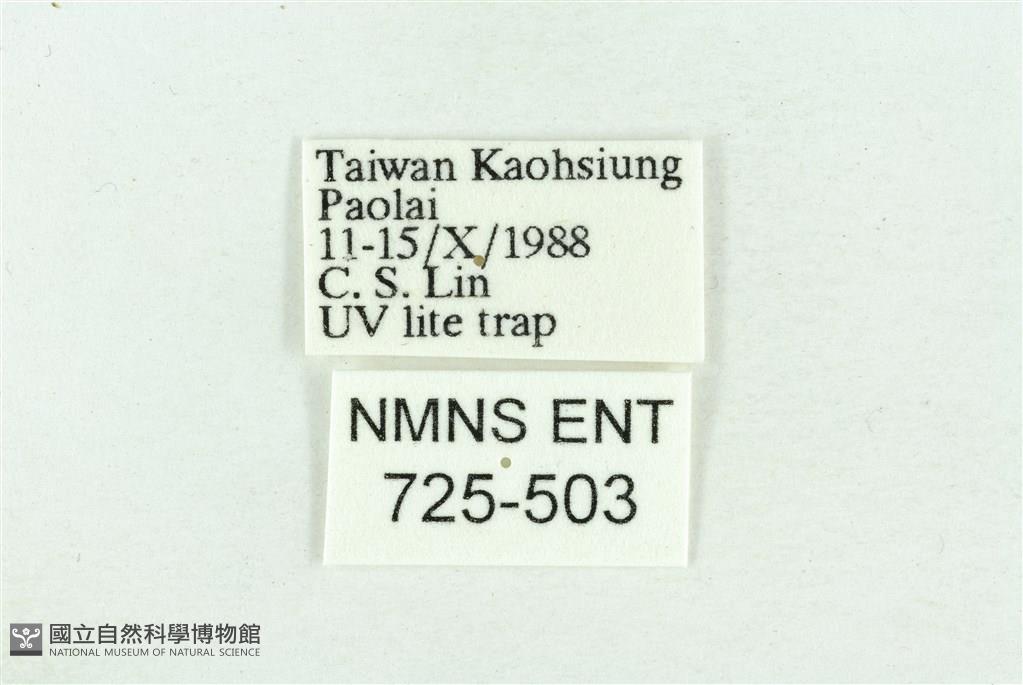 Taiwan Kaohsiung
Paolai
11-15/X/1988
C. S. Lin
UV lite trap
NMNS ENT
725-503
國立自然科學博物館
NATIONAL MUSEUM OF NATURAL SCIENCE